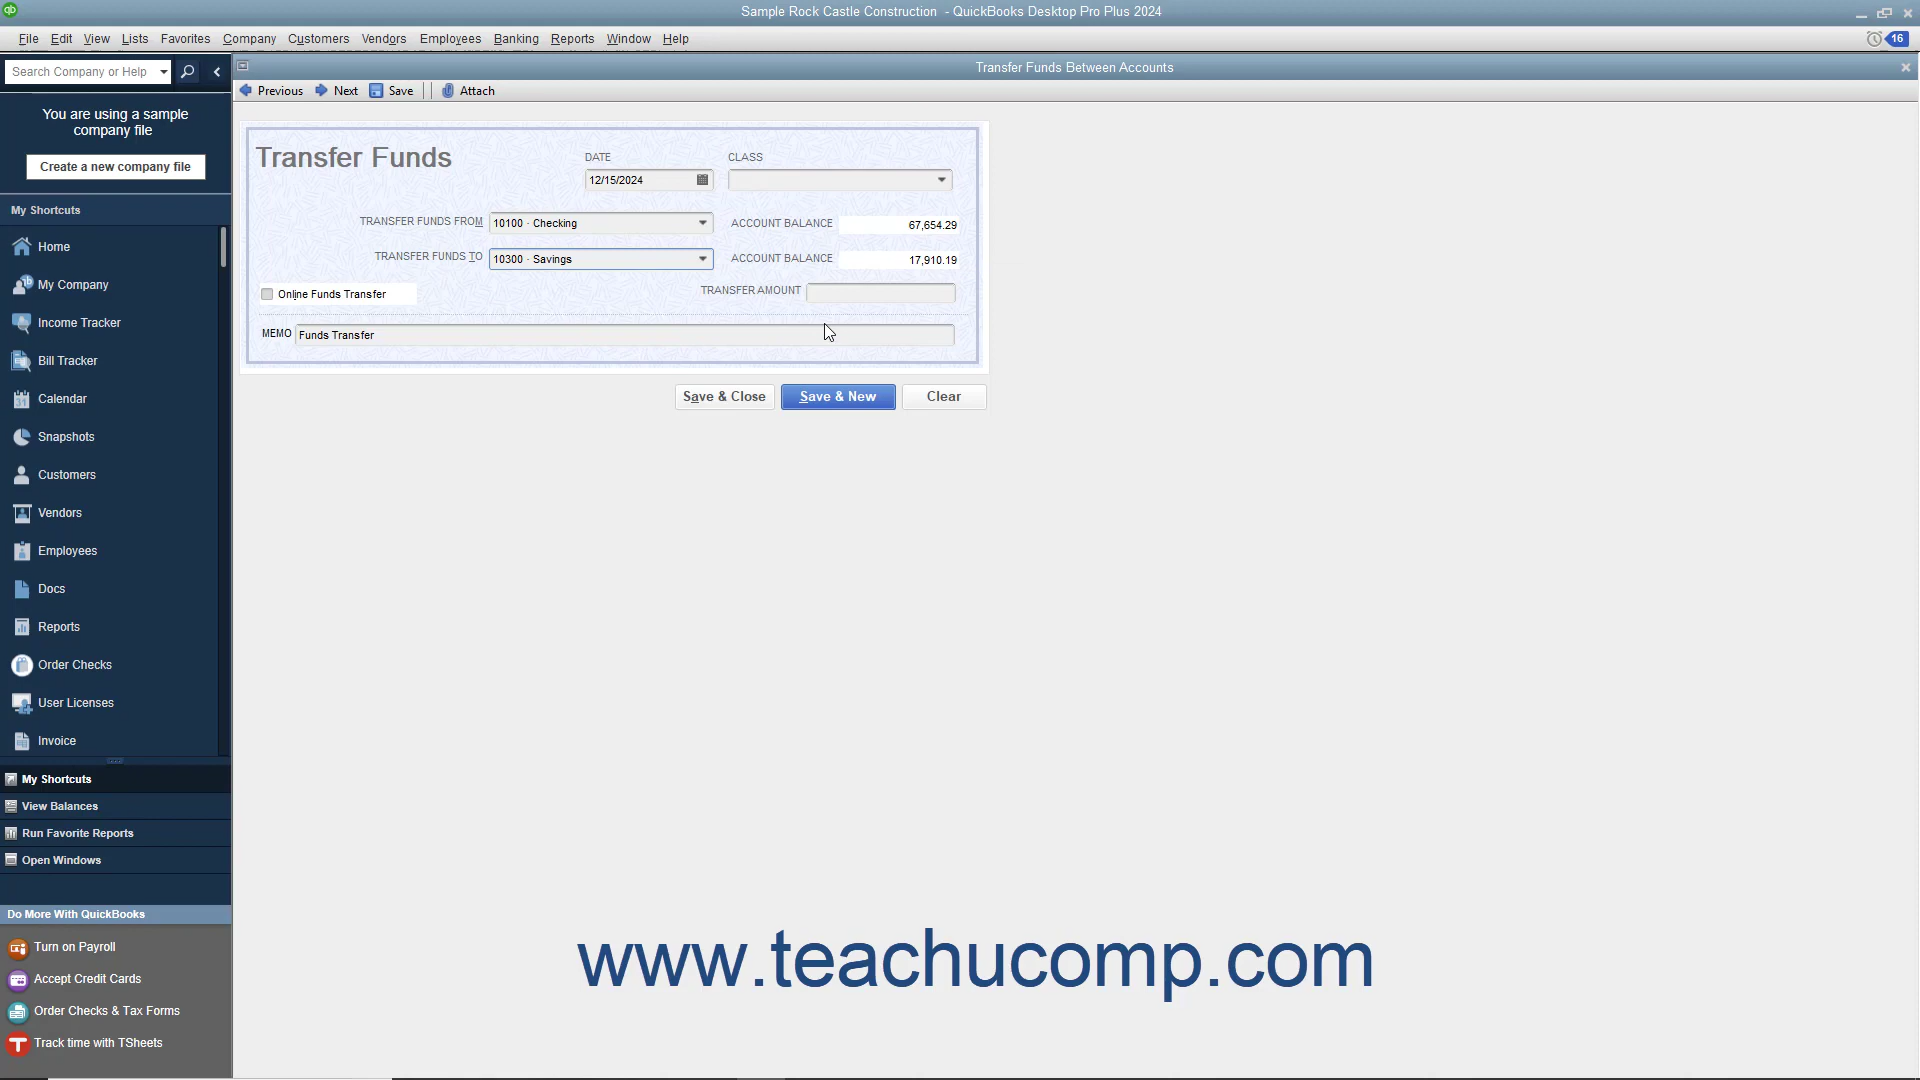 Sample Rock Castle Construction - QuickBooks Desktop Pro Plus 2024
File Edit View Lists Favorites Company Customers Vendors Employees Banking Reports Window Help
16
Search Company or Help
Transfer Funds Between Accounts
Previous Next Save Attach
You are using a sample
company file
Create a new company file
My Shortcuts
Home
My Company
Income Tracker
Bill Tracker
Calendar
Snapshots
Customers
Vendors
Employees
Docs
Reports
Order Checks
User Licenses
Invoice
My Shortcuts
View Balances
Run Favorite Reports
Open Windows
Do More With QuickBooks
Turn on Payroll
Accept Credit Cards
Order Checks & Tax Forms
Track time with TSheets
Transfer Funds
DATE
12/15/2024
CLASS
TRANSFER FUNDS FROM 10100 · Checking ACCOUNT BALANCE 67,654.29
TRANSFER FUNDS TO 10300 · Savings ACCOUNT BALANCE 17,910.19
Online Funds Transfer TRANSFER AMOUNT
MEMO Funds Transfer
Save & Close Save & New Clear
www.teachucomp.com